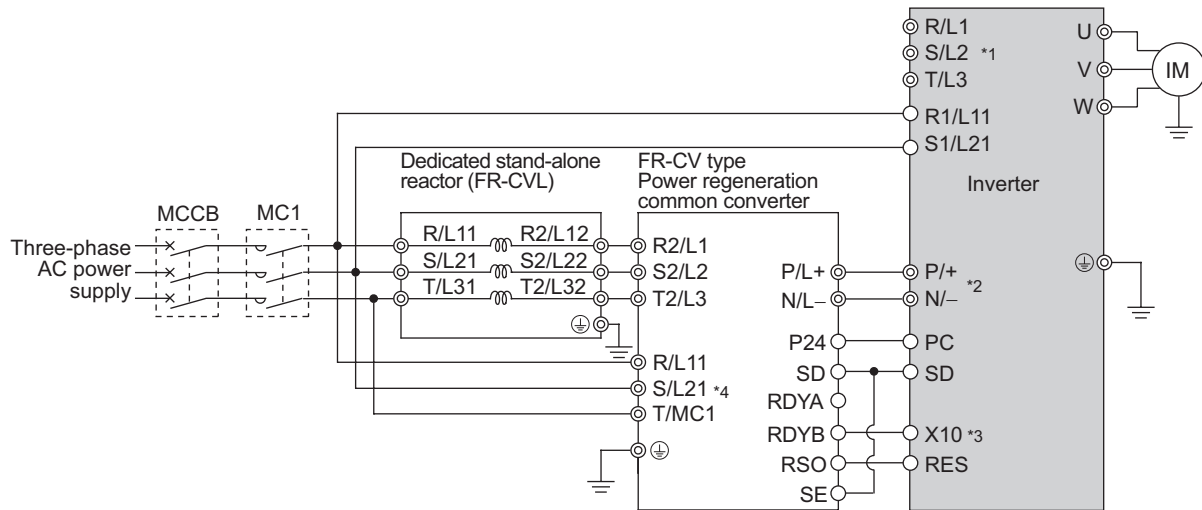 R/L1
S/L2 *1
T/L3
R1/L11
S1/L21
Inverter
U
V
W
IM
Dedicated stand-alone
reactor (FR-CVL)
FR-CV type
Power regeneration
common converter
MCCB
MC1
Three-phase
AC power
supply
R/L11
R2/L12
S/L21
S2/L22
T/L31
T2/L32
R2/L1
S2/L2
T2/L3
R/L11
S/L21 *4
T/MC1
P/L+
N/L−
P24
SD
RDYA
RDYB
RSO
SE
P/+
*2
N/−
PC
SD
X10 *3
RES